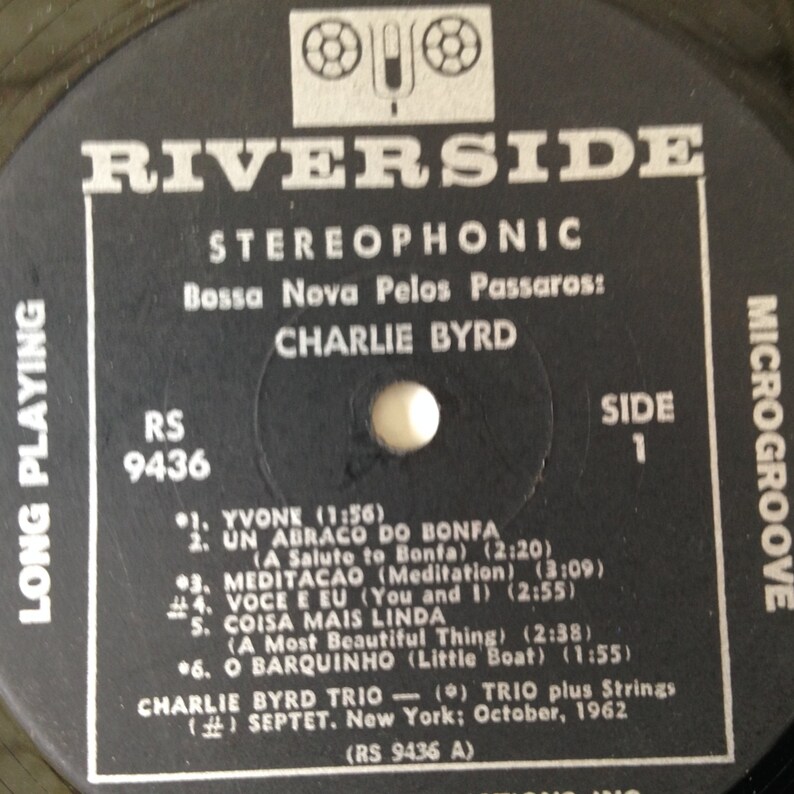 RIVERSIDE
STEREOPHONIC
Bossa Nova Pelos Passaros:
CHARLIE BYRD
LONG PLAYING
MICROGROOVE
RS
9436
SIDE
1
*1. YVONE (1:56)
2. UN ABRACO DO BONFA
(A Salute to Bonfa) (2:20)
*3. MEDITACAO (Meditation) (3:09)
#4. VOCE E EU (You and I) (2:55)
5. COISA MAIS LINDA
(A Most Beautiful Thing) (2:38)
*6. O BARQUINHO (Little Boat) (1:55)
CHARLIE BYRD TRIO — (*) TRIO plus Strings
(#) SEPTET. New York; October, 1962
(RS 9436 A)
INC